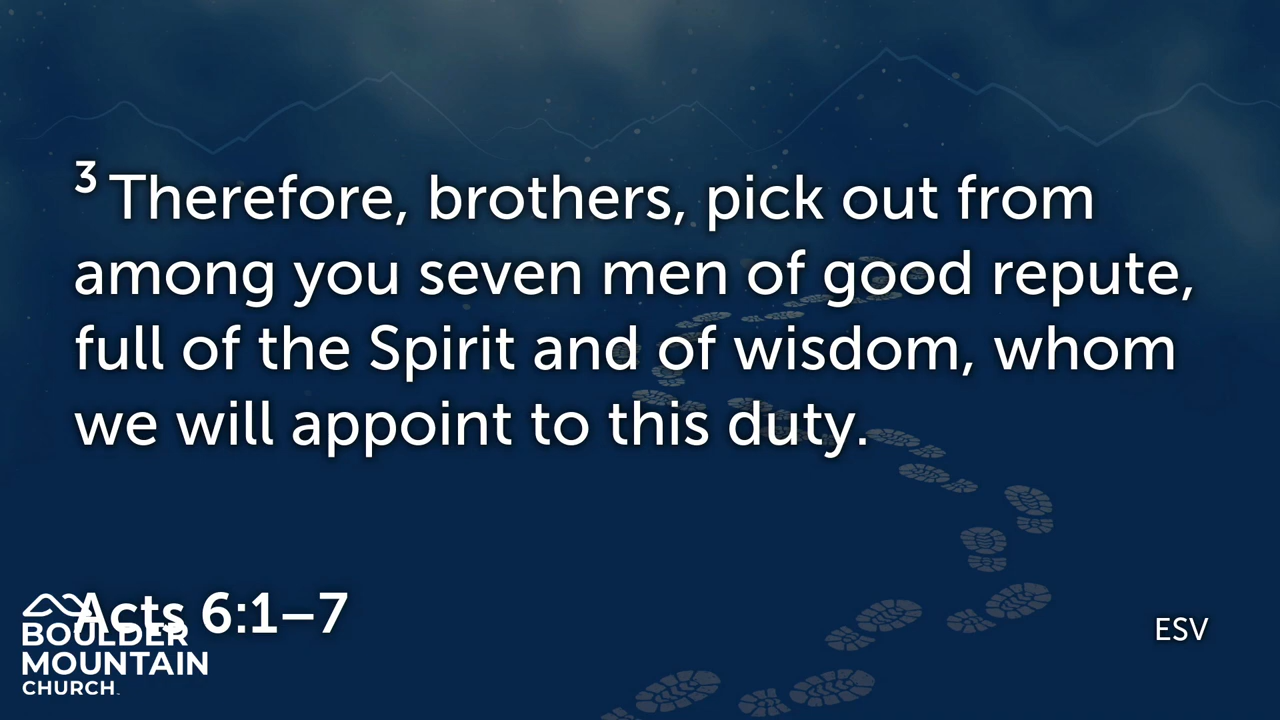 3 Therefore, brothers, pick out from
among you seven men of good repute,
full of the Spirit and of wisdom, whom
we will appoint to this duty.
Acts 6:1–7
ESV
BOULDER
MOUNTAIN
CHURCH